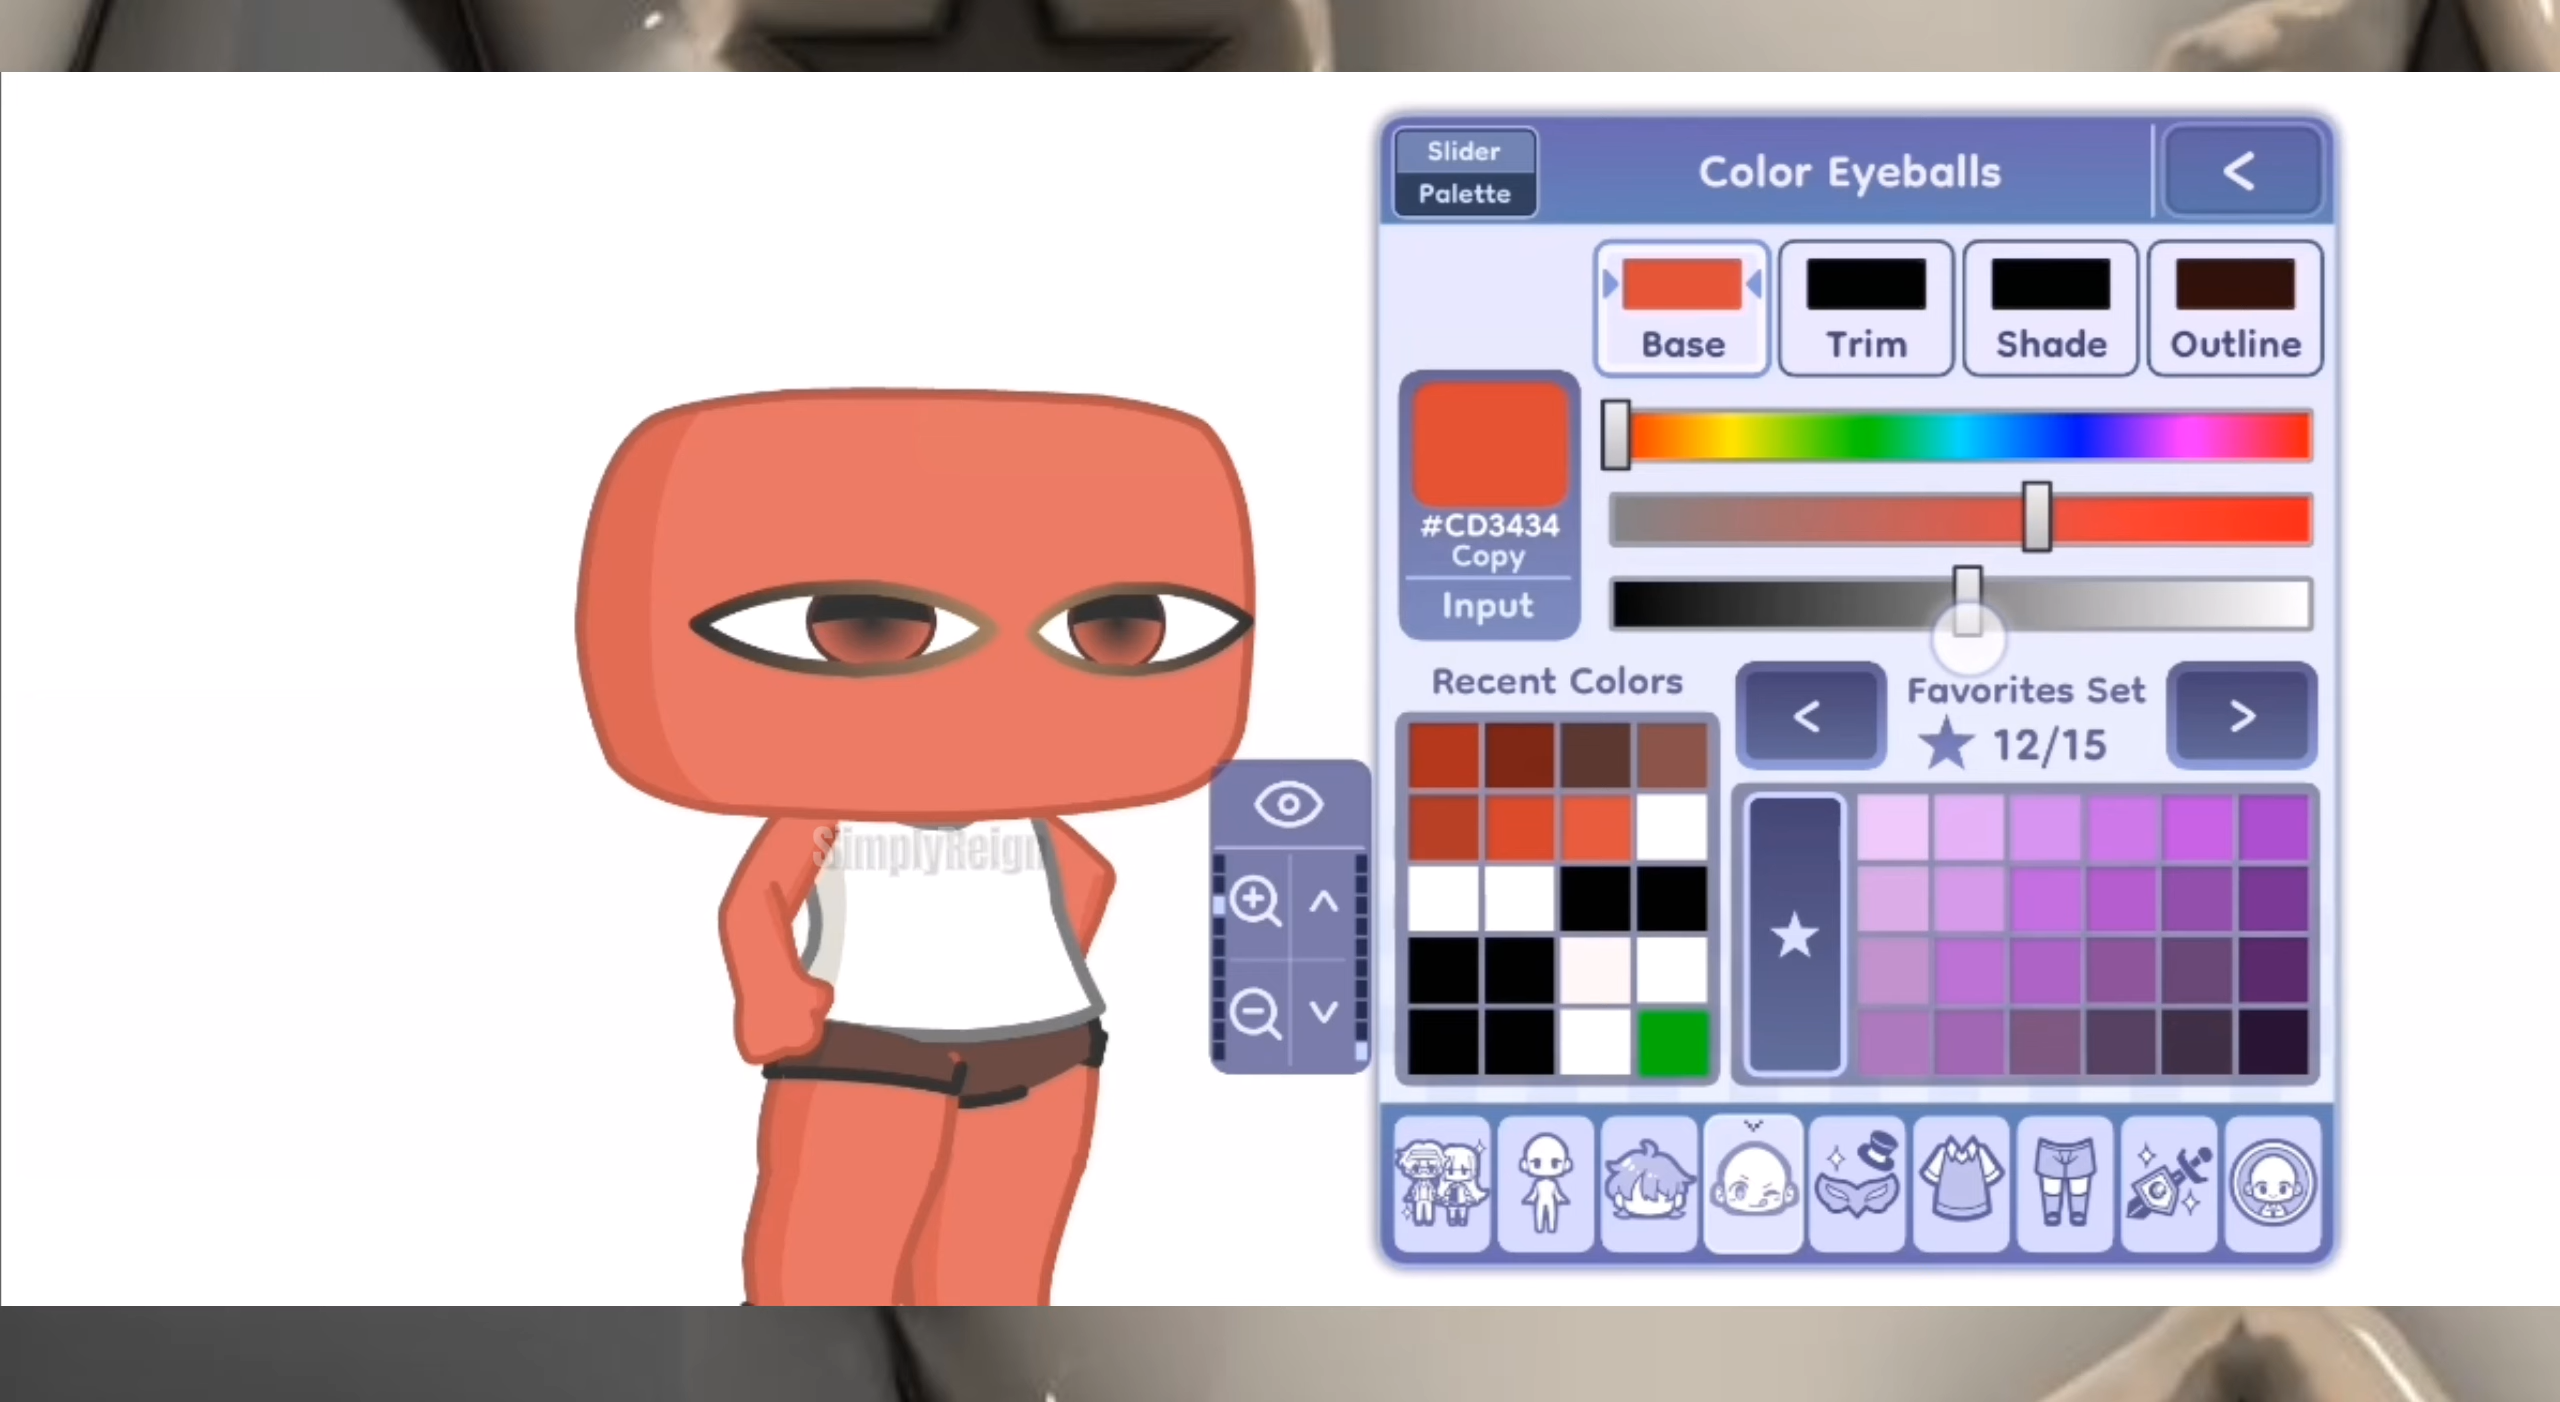 Slider
Palette
Color Eyeballs
<
Base
Trim
Shade
Outline
#CD3434
Copy
Input
Recent Colors
<
Favorites Set
12/15
>
SimplyReign